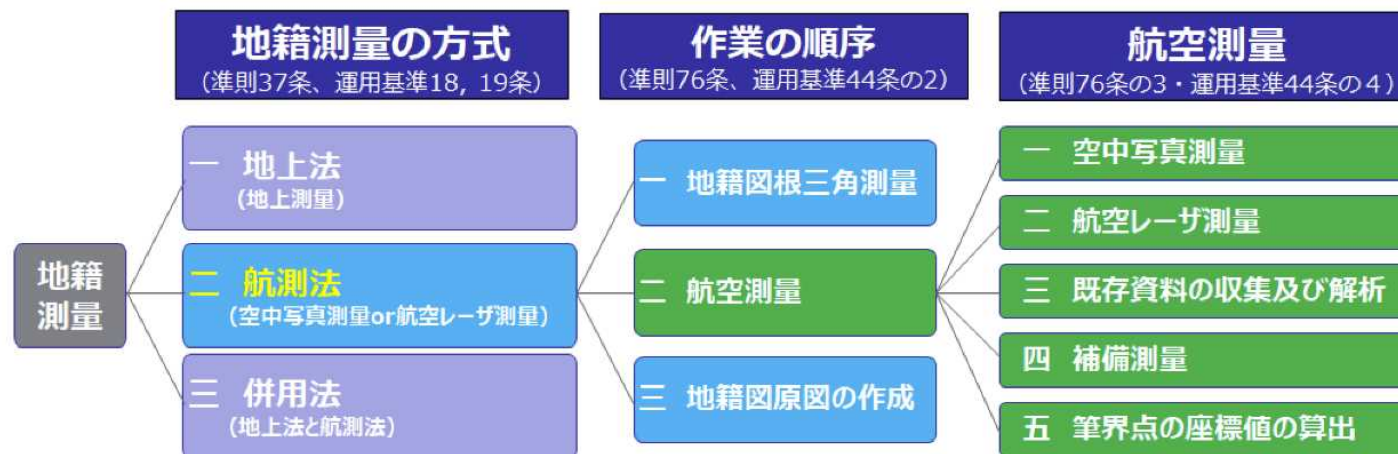 地籍測量の方式
（準則37条、運用基準18, 19条）
作業の順序
（準則76条、運用基準44条の2）
航空測量
（準則76条の3・運用基準44条の４）
地籍
測量
一 地上法
（地上測量）
二 航測法
（空中写真測量or航空レーザ測量）
三 併用法
（地上法と航測法）
一 地籍図根三角測量
二 航空測量
三 地籍図原図の作成
一 空中写真測量
二 航空レーザ測量
三 既存資料の収集及び解析
四 補備測量
五 筆界点の座標値の算出